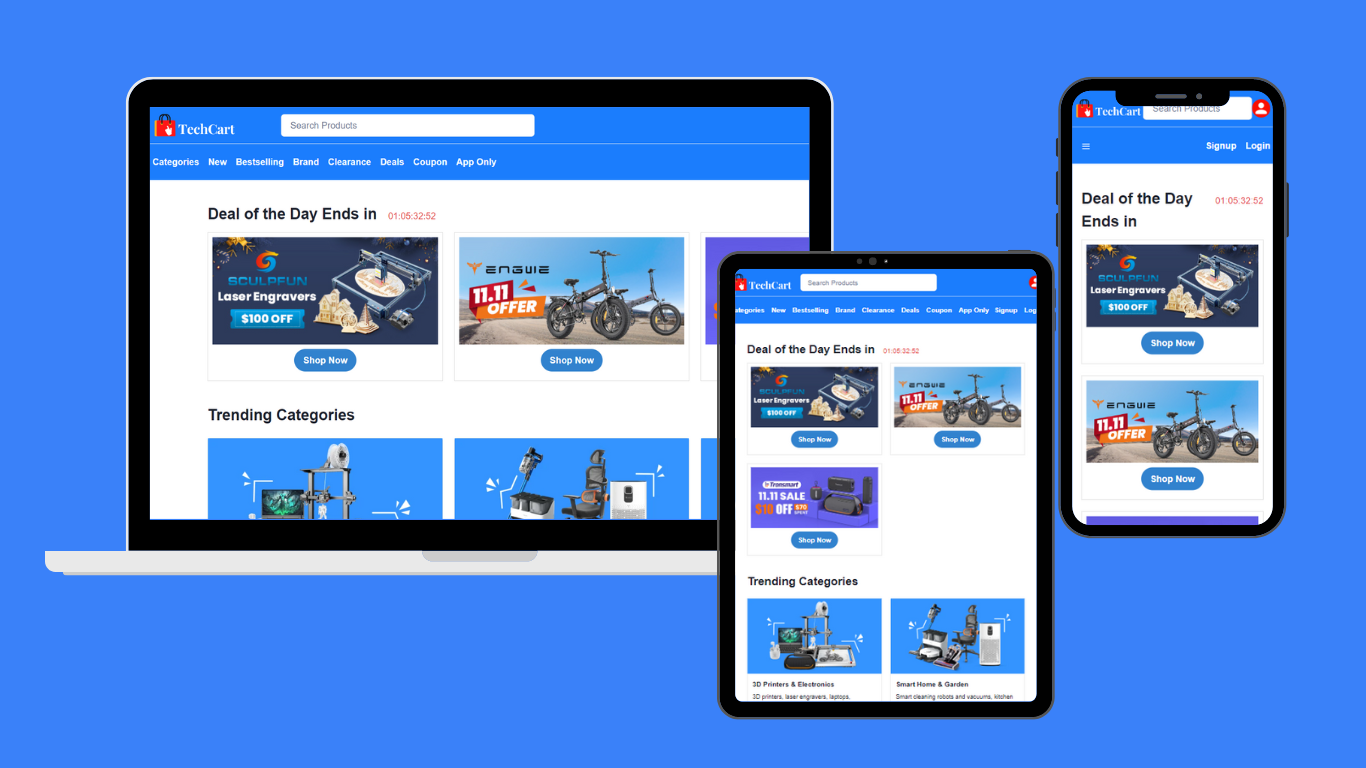 TechCart
Search Products
Categories New Bestselling Brand Clearance Deals Coupon App Only
Deal of the Day Ends in 01:05:32:52
SCULPFUN
Laser Engravers
$100 OFF
Shop Now
ENGWE
11.11
OFFER
Shop Now
Trending Categories
TechCart
Search Products
ategories New Bestselling Brand Clearance Deals Coupon App Only Signup Log
Deal of the Day Ends in 01:05:32:52
SCULPFUN
Laser Engravers
$100 OFF
Shop Now
ENGWE
11.11
OFFER
Shop Now
Tronsmart
11.11 SALE
$10 OFF $70
SPENT
Shop Now
Trending Categories
3D Printers & Electronics
3D printers, laser engravers, laptops,
Smart Home & Garden
Smart cleaning robots and vacuums, kitchen
TechCart
Search Products
Signup Login
Deal of the Day
Ends in
01:05:32:52
SCULPFUN
Laser Engravers
$100 OFF
Shop Now
ENGWE
11.11
OFFER
Shop Now